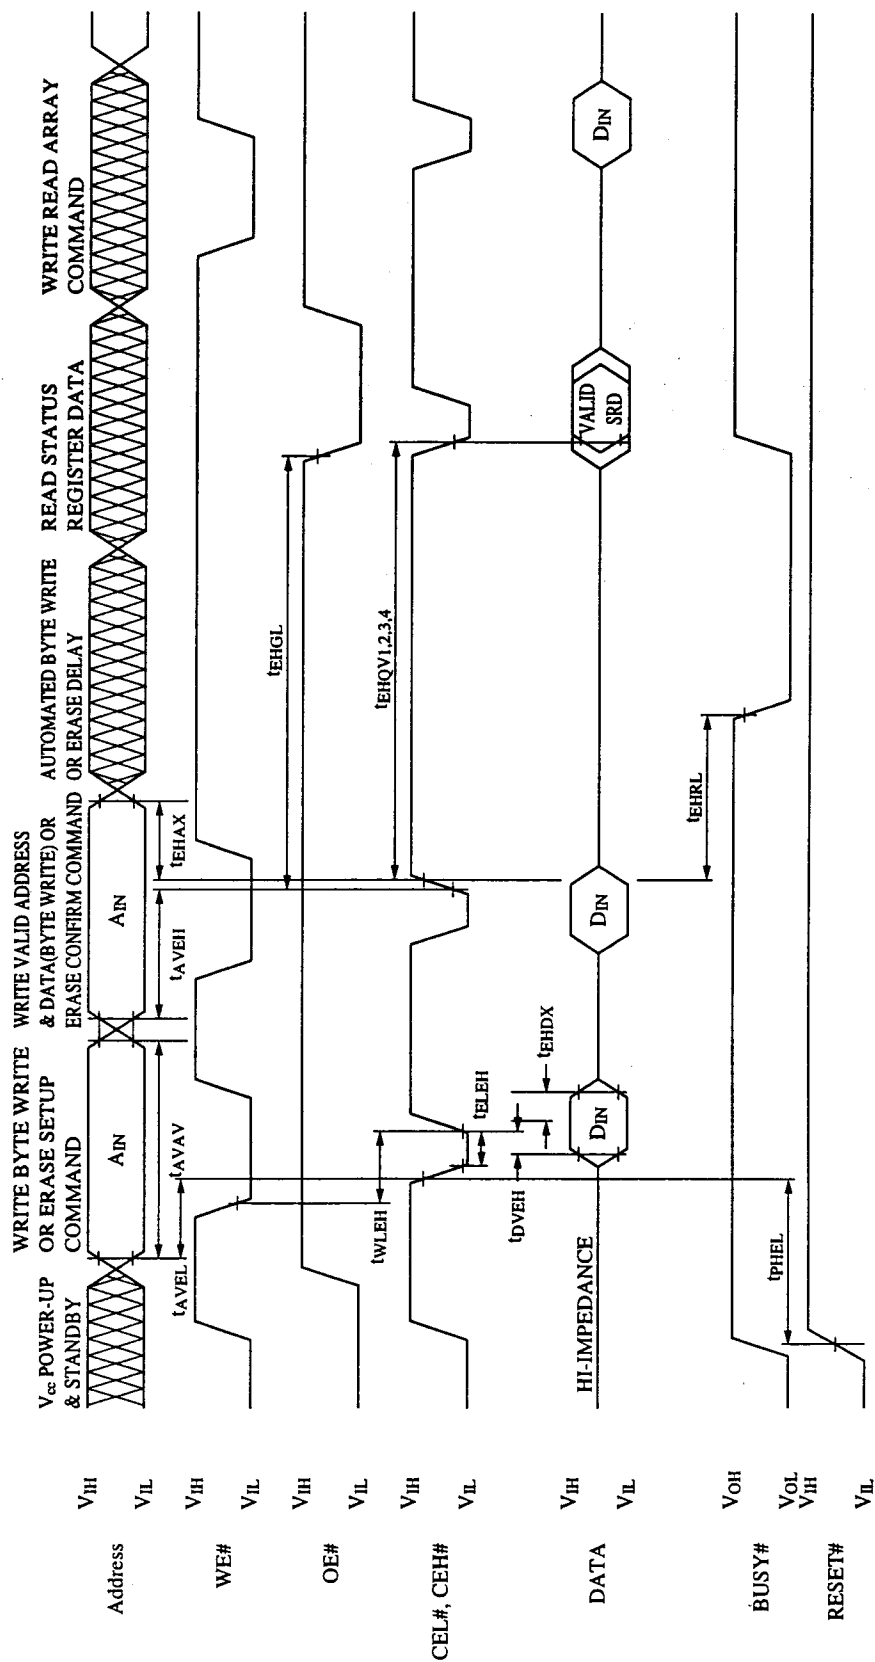 Vcc POWER-UP
& STANDBY
WRITE BYTE WRITE
OR ERASE SETUP
COMMAND
WRITE VALID ADDRESS
& DATA(BYTE WRITE) OR
ERASE CONFIRM COMMAND
AUTOMATED BYTE WRITE
OR ERASE DELAY
READ STATUS
REGISTER DATA
WRITE READ ARRAY
COMMAND
Address
VIH
VIL
AIN
AIN
tAVEL
tAVAV
tAVEH
tEHAX
WE#
VIH
VIL
OE#
VIH
VIL
tEHGL
CEL#, CEH#
VIH
VIL
tWLEH
tELEH
tEHQV1,2,3,4
DATA
VIH
VIL
HI-IMPEDANCE
tDVEH
tEHDX
DIN
DIN
VALID
SRD
DIN
BUSY#
VOH
VOL
tEHRL
tPHEL
RESET#
VIH
VIL